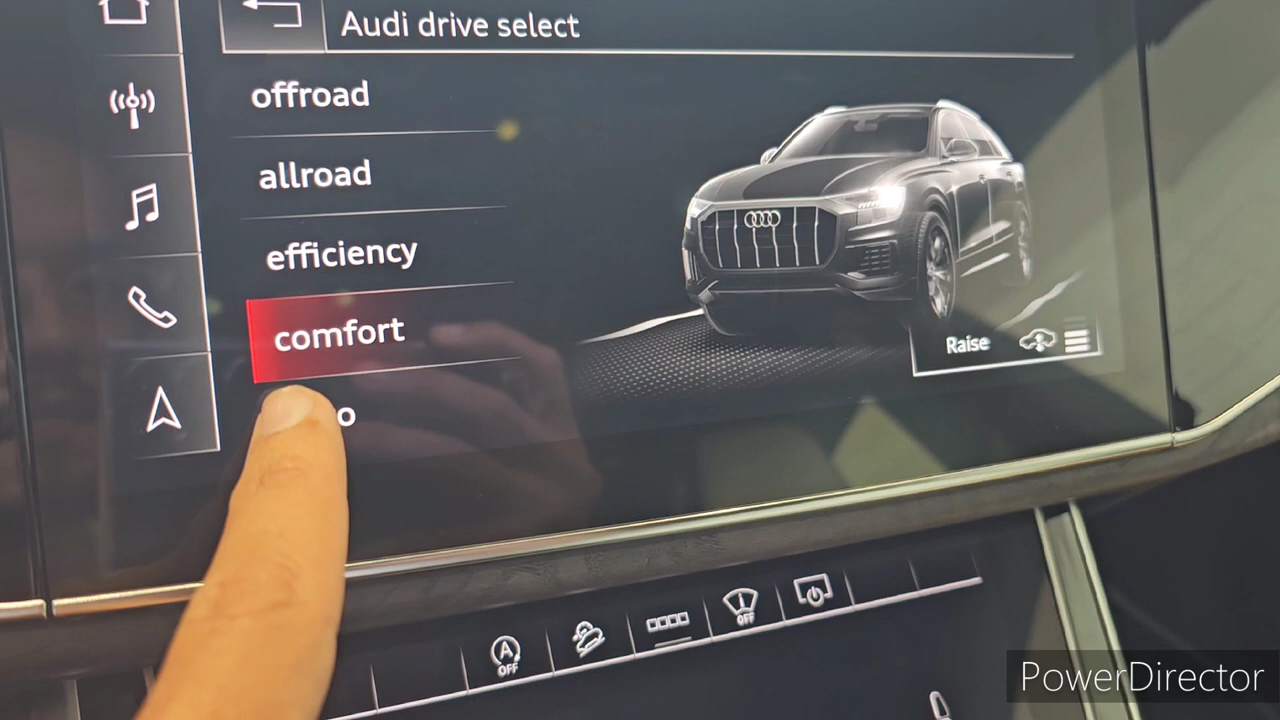 Audi drive select
offroad
allroad
efficiency
comfort
Raise
A
OFF
OFF
PowerDirector